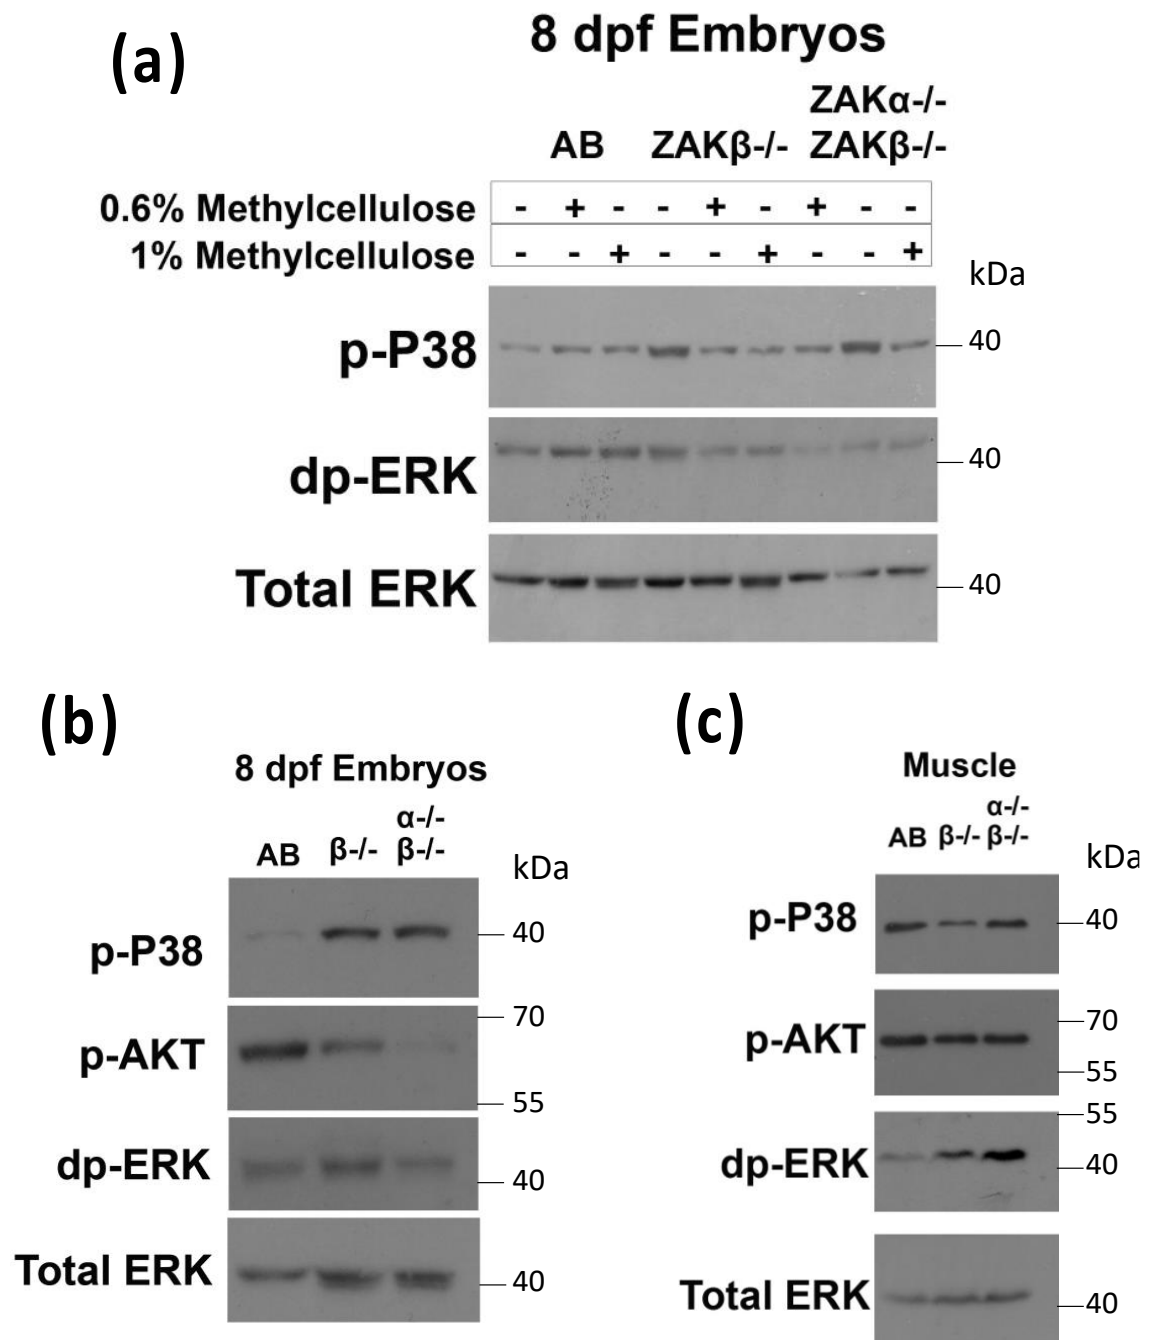 (a)
8 dpf Embryos
ZAKα-/-
AB ZAKβ-/- ZAKβ-/-
0.6% Methylcellulose - + - - + - + - -
1% Methylcellulose - - + - - + - - +
kDa
p-P38 40
dp-ERK 40
Total ERK 40
(b)
8 dpf Embryos
α-/-
AB β-/- β-/-
kDa
p-P38 40
70
p-AKT
55
dp-ERK 40
Total ERK 40
(c)
Muscle
α-/-
AB β-/- β-/-
kDa
p-P38 40
70
p-AKT
55
55
dp-ERK 40
Total ERK 40